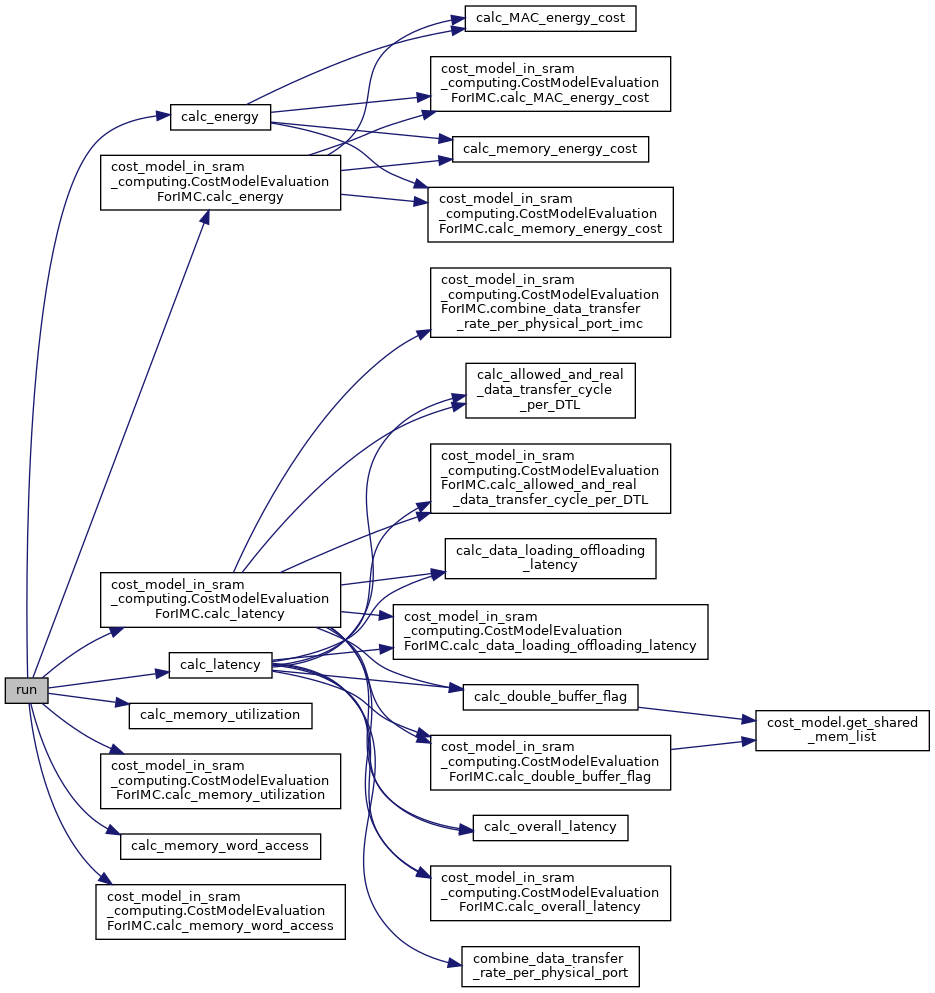 run
calc_energy
cost_model_in_sram
_computing.CostModelEvaluation
ForIMC.calc_energy
cost_model_in_sram
_computing.CostModelEvaluation
ForIMC.calc_latency
calc_latency
calc_memory_utilization
cost_model_in_sram
_computing.CostModelEvaluation
ForIMC.calc_memory_utilization
calc_memory_word_access
cost_model_in_sram
_computing.CostModelEvaluation
ForIMC.calc_memory_word_access
calc_MAC_energy_cost
cost_model_in_sram
_computing.CostModelEvaluation
ForIMC.calc_MAC_energy_cost
calc_memory_energy_cost
cost_model_in_sram
_computing.CostModelEvaluation
ForIMC.calc_memory_energy_cost
cost_model_in_sram
_computing.CostModelEvaluation
ForIMC.combine_data_transfer
_rate_per_physical_port_imc
calc_allowed_and_real
_data_transfer_cycle
_per_DTL
cost_model_in_sram
_computing.CostModelEvaluation
ForIMC.calc_allowed_and_real
_data_transfer_cycle_per_DTL
calc_data_loading_offloading
_latency
cost_model_in_sram
_computing.CostModelEvaluation
ForIMC.calc_data_loading_offloading_latency
calc_double_buffer_flag
cost_model_in_sram
_computing.CostModelEvaluation
ForIMC.calc_double_buffer_flag
calc_overall_latency
cost_model_in_sram
_computing.CostModelEvaluation
ForIMC.calc_overall_latency
combine_data_transfer
_rate_per_physical_port
cost_model.get_shared
_mem_list